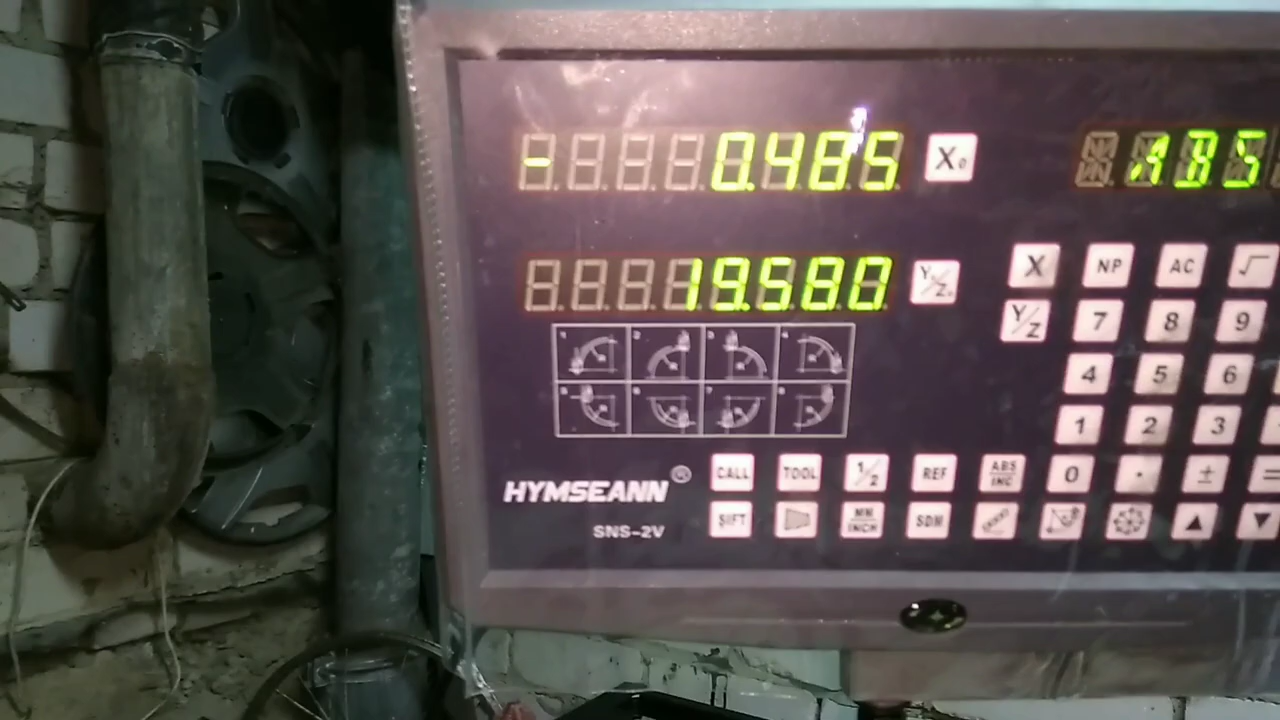 - 0.485 X₀ ABS
19.580 Y/Z₀ X NP AC √
Y/Z 7 8 9
4 5 6
1 2 3
HYMSEANN ® CALL TOOL 1/2 REF ABS/INC 0 · ± =
SNS-2V SIFT MM/INCH SDM ▲ ▼